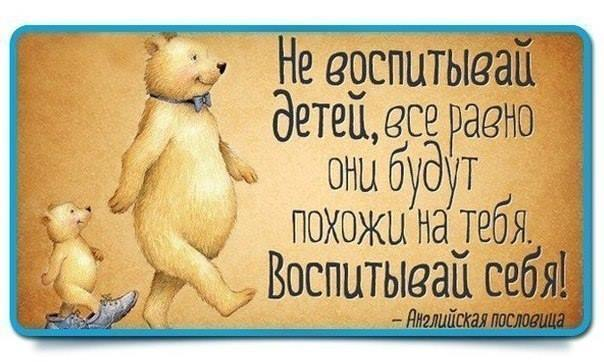 Не воспитывай
детей, все равно
они будут
похожи на тебя.
Воспитывай себя!
– Английская пословица